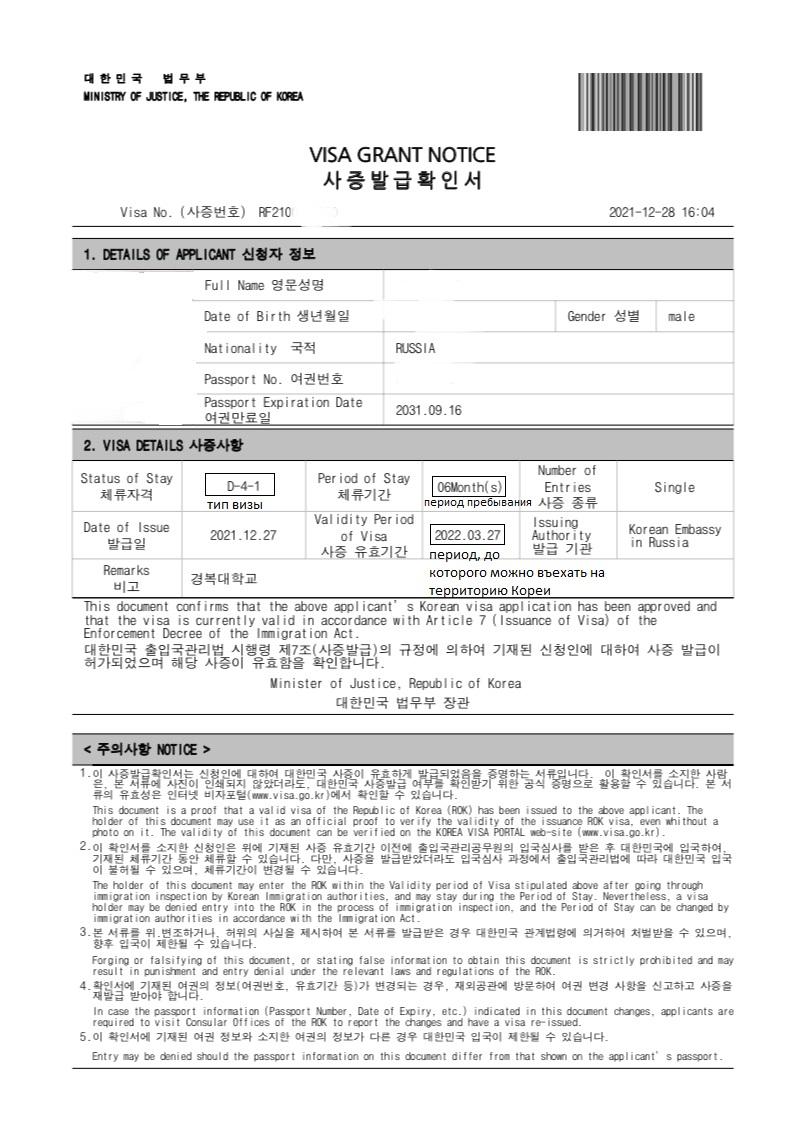 대한민국 법무부
MINISTRY OF JUSTICE, THE REPUBLIC OF KOREA
VISA GRANT NOTICE
사증발급확인서
Visa No. (사증번호) RF210
2021-12-28 16:04
1. DETAILS OF APPLICANT 신청자 정보
Full Name 영문성명
Date of Birth 생년월일
Gender 성별
male
Nationality 국적
RUSSIA
Passport No. 여권번호
Passport Expiration Date
여권만료일
2031.09.16
2. VISA DETAILS 사증사항
Status of Stay
체류자격
D-4-1
тип визы
Period of Stay
체류기간
06Month(s)
период пребывания
Number of
Entries
사증 종류
Single
Date of Issue
발급일
2021.12.27
Validity Period
of Visa
사증 유효기간
2022.03.27
период, до
которого можно въехать на
территорию Кореи
Issuing
Authority
발급 기관
Korean Embassy
in Russia
Remarks
비고
경복대학교
This document confirms that the above applicant's Korean visa application has been approved and
that the visa is currently valid in accordance with Article 7 (Issuance of Visa) of the
Enforcement Decree of the Immigration Act.
대한민국 출입국관리법 시행령 제7조(사증발급)의 규정에 의하여 기재된 신청인에 대하여 사증 발급이
허가되었으며 해당 사증이 유효함을 확인합니다.
Minister of Justice, Republic of Korea
대한민국 법무부 장관
< 주의사항 NOTICE >
1.이 사증발급확인서는 신청인에 대하여 대한민국 사증이 유효하게 발급되었음을 증명하는 서류입니다. 이 확인서를 소지한 사람
은, 본 서류에 사진이 인쇄되지 않았더라도, 대한민국 사증발급 여부를 확인받기 위한 공식 증명으로 활용할 수 있습니다. 본 서
류의 유효성은 인터넷 비자포털(www.visa.go.kr)에서 확인할 수 있습니다.
This document is a proof that a valid visa of the Republic of Korea (ROK) has been issued to the above applicant. The
holder of this document may use it as an official proof to verify the validity of the issuance ROK visa, even whithout a
photo on it. The validity of this document can be verified on the KOREA VISA PORTAL web-site (www.visa.go.kr).
2.이 확인서를 소지한 신청인은 위에 기재된 사증 유효기간 이전에 출입국관리공무원의 입국심사를 받은 후 대한민국에 입국하여,
기재된 체류기간 동안 체류할 수 있습니다. 다만, 사증을 발급받았더라도 입국심사 과정에서 출입국관리법에 따라 대한민국 입국
이 불허될 수 있으며, 체류기간이 변경될 수 있습니다.
The holder of this document may enter the ROK within the Validity period of Visa stipulated above after going through
immigration inspection by Korean Immigration authorities, and may stay during the Period of Stay. Nevertheless, a visa
holder may be denied entry into the ROK in the process of immigration inspection, and the Period of Stay can be changed by
immigration authorities in accordance with the Immigration Act.
3.본 서류를 위.변조하거나, 허위의 사실을 제시하여 본 서류를 발급받은 경우 대한민국 관계법령에 의거하여 처벌받을 수 있으며,
향후 입국이 제한될 수 있습니다.
Forging or falsifying of this document, or stating false information to obtain this document is strictly prohibited and may
result in punishment and entry denial under the relevant laws and regulations of the ROK.
4.확인서에 기재된 여권의 정보(여권번호, 유효기간 등)가 변경되는 경우, 재외공관에 방문하여 여권 변경 사항을 신고하고 사증을
재발급 받아야 합니다.
In case the passport information (Passport Number, Date of Expiry, etc.) indicated in this document changes, applicants are
required to visit Consular Offices of the ROK to report the changes and have a visa re-issued.
5.이 확인서에 기재된 여권 정보와 소지한 여권의 정보가 다른 경우 대한민국 입국이 제한될 수 있습니다.
Entry may be denied should the passport information on this document differ from that shown on the applicant's passport.